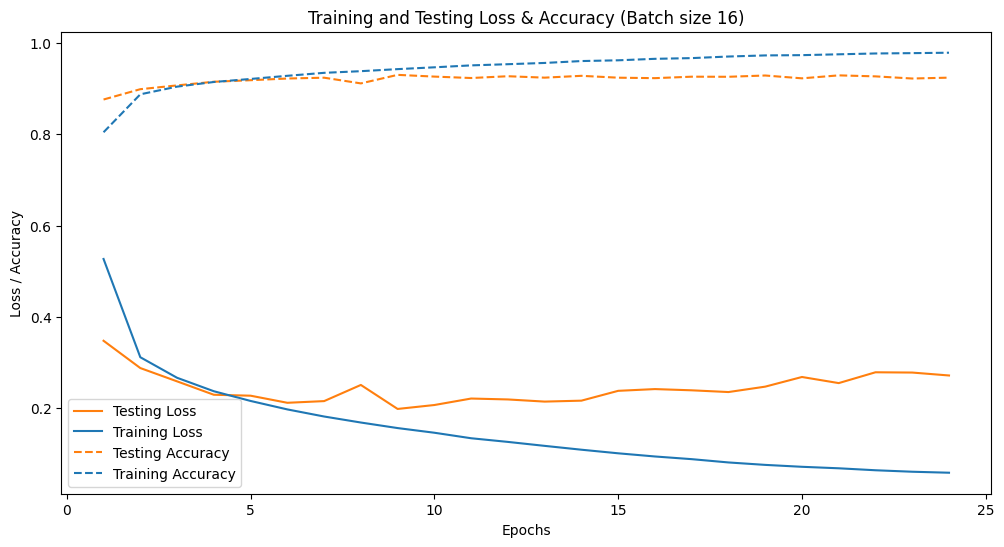 Training and Testing Loss & Accuracy (Batch size 16)
Loss / Accuracy
1.0
0.8
0.6
0.4
0.2
Testing Loss
Training Loss
Testing Accuracy
Training Accuracy
0 5 10 15 20 25
Epochs